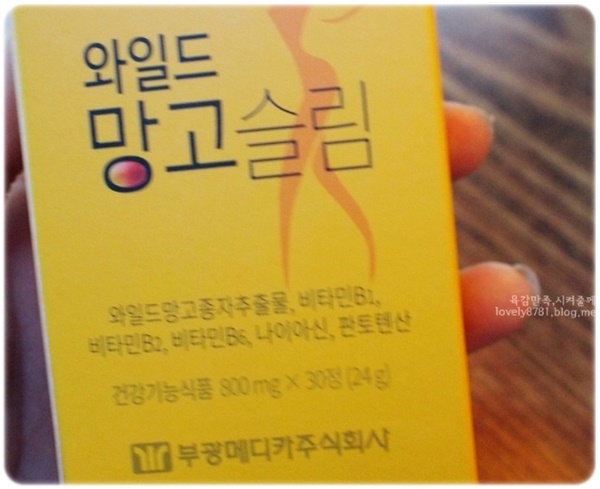 와일드
망고슬림
와일드망고종자추출물, 비타민B1,
비타민B2, 비타민B6, 나이아신, 판토텐산
건강기능식품 800 mg × 30정 (24 g)
부광메디카주식회사
육감만족,시켜줄께
lovely8781,blog.me